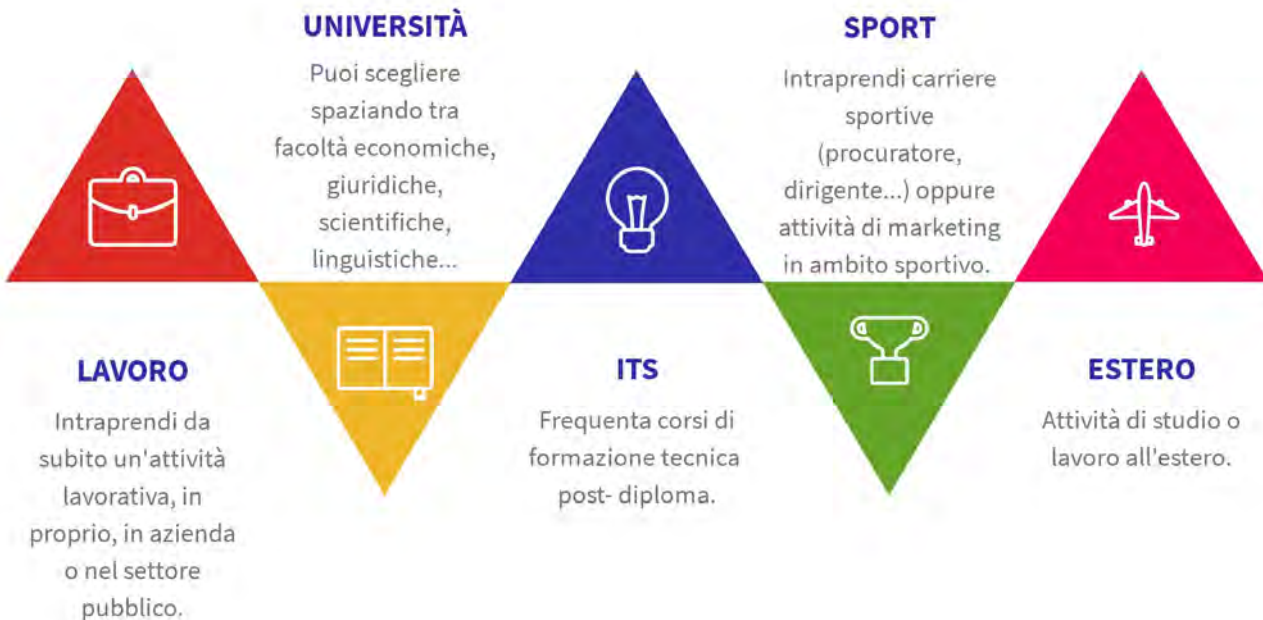 LAVORO
Intraprendi da
subito un'attività
lavorativa, in
proprio, in azienda
o nel settore
pubblico.
UNIVERSITÀ
Puoi scegliere
spaziando tra
facoltà economiche,
giuridiche,
scientifiche,
linguistiche...
ITS
Frequenta corsi di
formazione tecnica
post- diploma.
SPORT
Intraprendi carriere
sportive
(procuratore,
dirigente...) oppure
attività di marketing
in ambito sportivo.
ESTERO
Attività di studio o
lavoro all'estero.